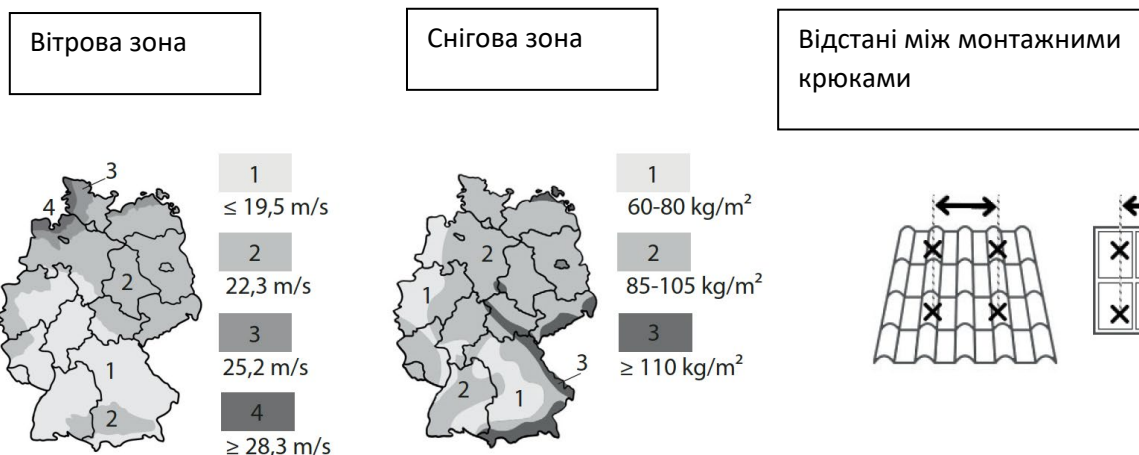 Вітрова зона
Снігова зона
Відстані між монтажними
крюками
3
4
2
1
2
1
≤ 19,5 m/s
2
22,3 m/s
3
25,2 m/s
4
≥ 28,3 m/s
2
1
3
2
1
1
60-80 kg/m²
2
85-105 kg/m²
3
≥ 110 kg/m²